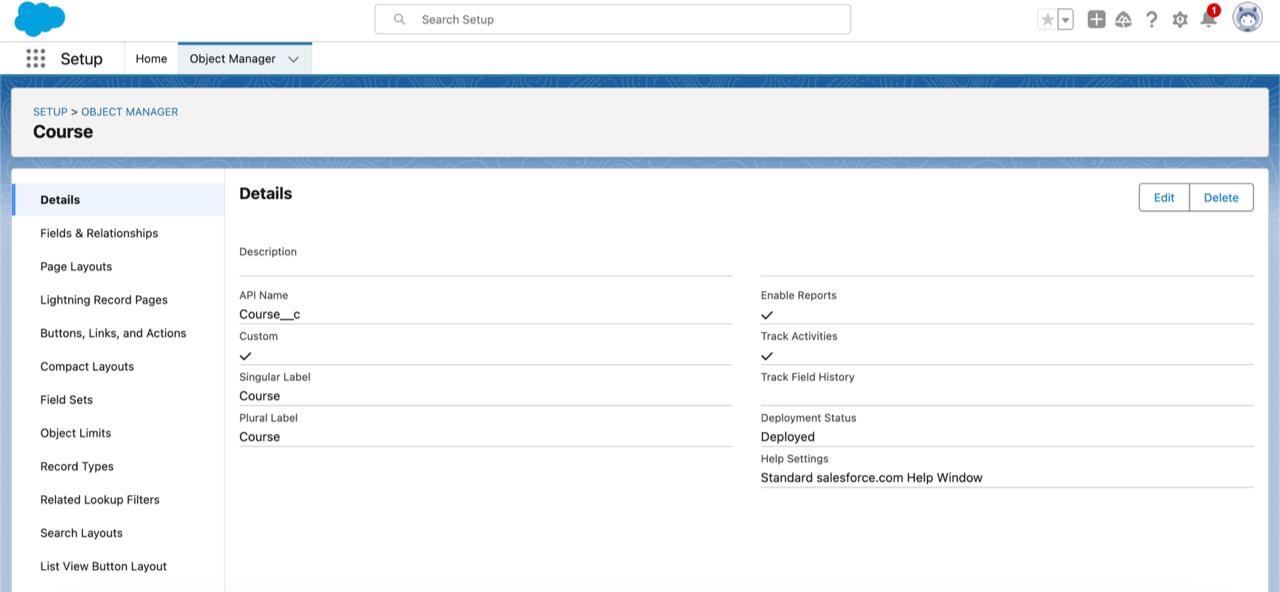 Search Setup
1
Setup
Home
Object Manager
SETUP > OBJECT MANAGER
Course
Details
Fields & Relationships
Page Layouts
Lightning Record Pages
Buttons, Links, and Actions
Compact Layouts
Field Sets
Object Limits
Record Types
Related Lookup Filters
Search Layouts
List View Button Layout
Details
Edit
Delete
Description
API Name
Course__c
Custom
Singular Label
Course
Plural Label
Course
Enable Reports
Track Activities
Track Field History
Deployment Status
Deployed
Help Settings
Standard salesforce.com Help Window